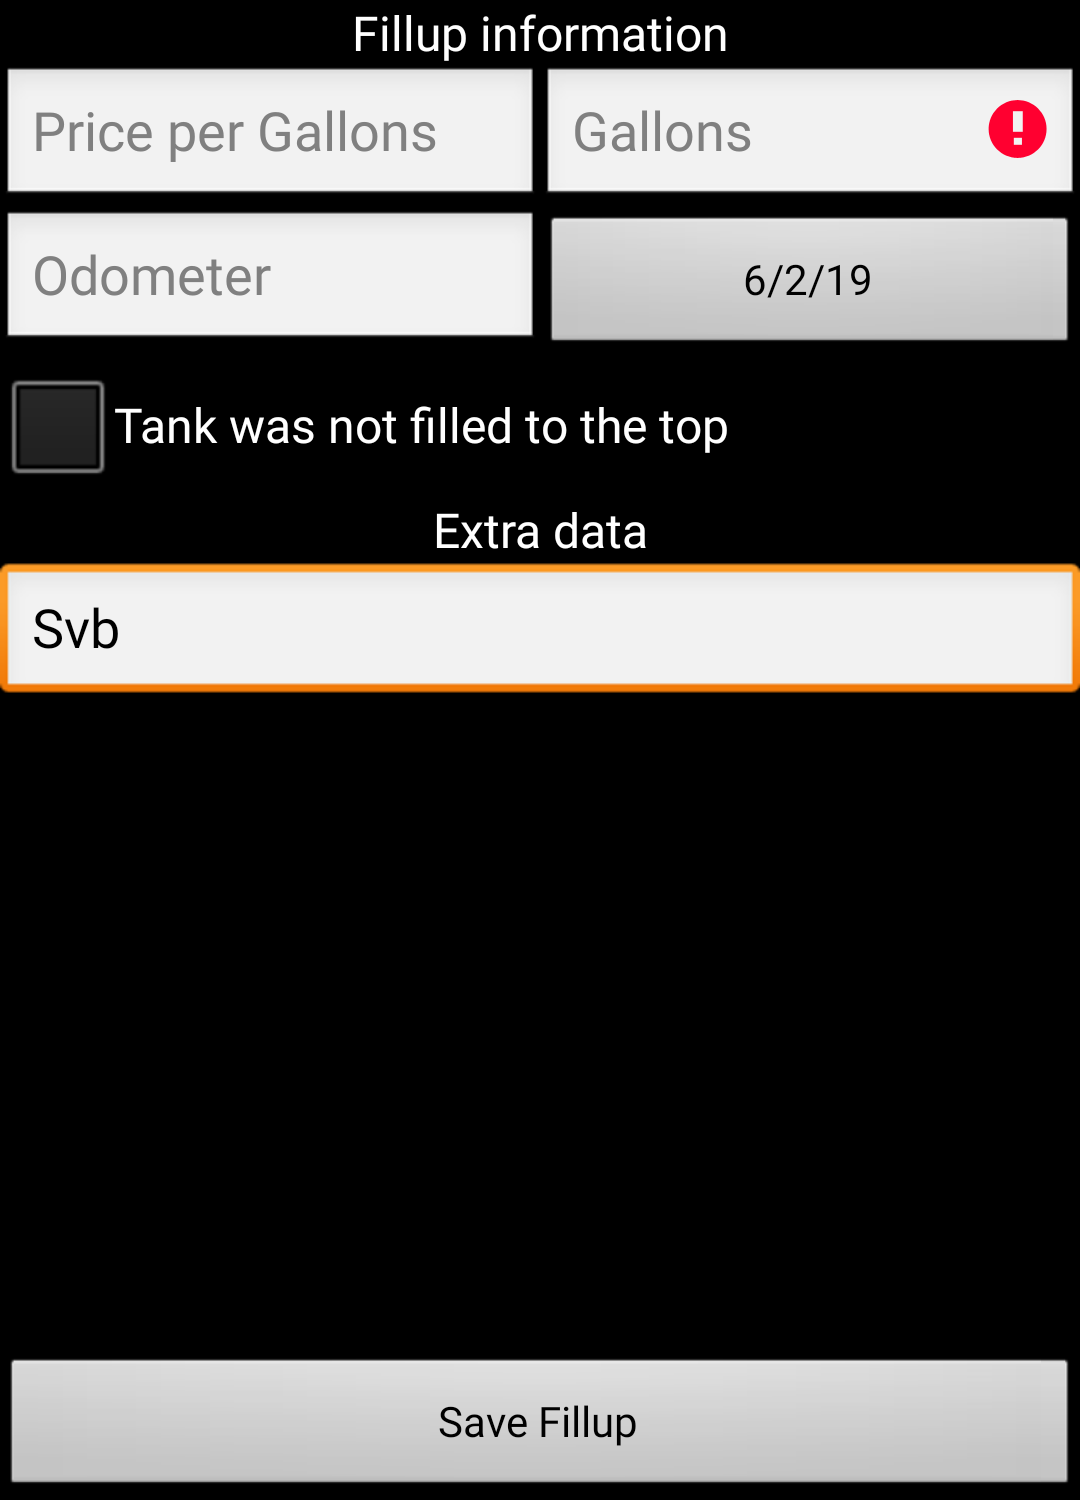 Fillup information
Price per Gallons
Gallons
Odometer
6/2/19
Tank was not filled to the top
Extra data
Svb
Save Fillup